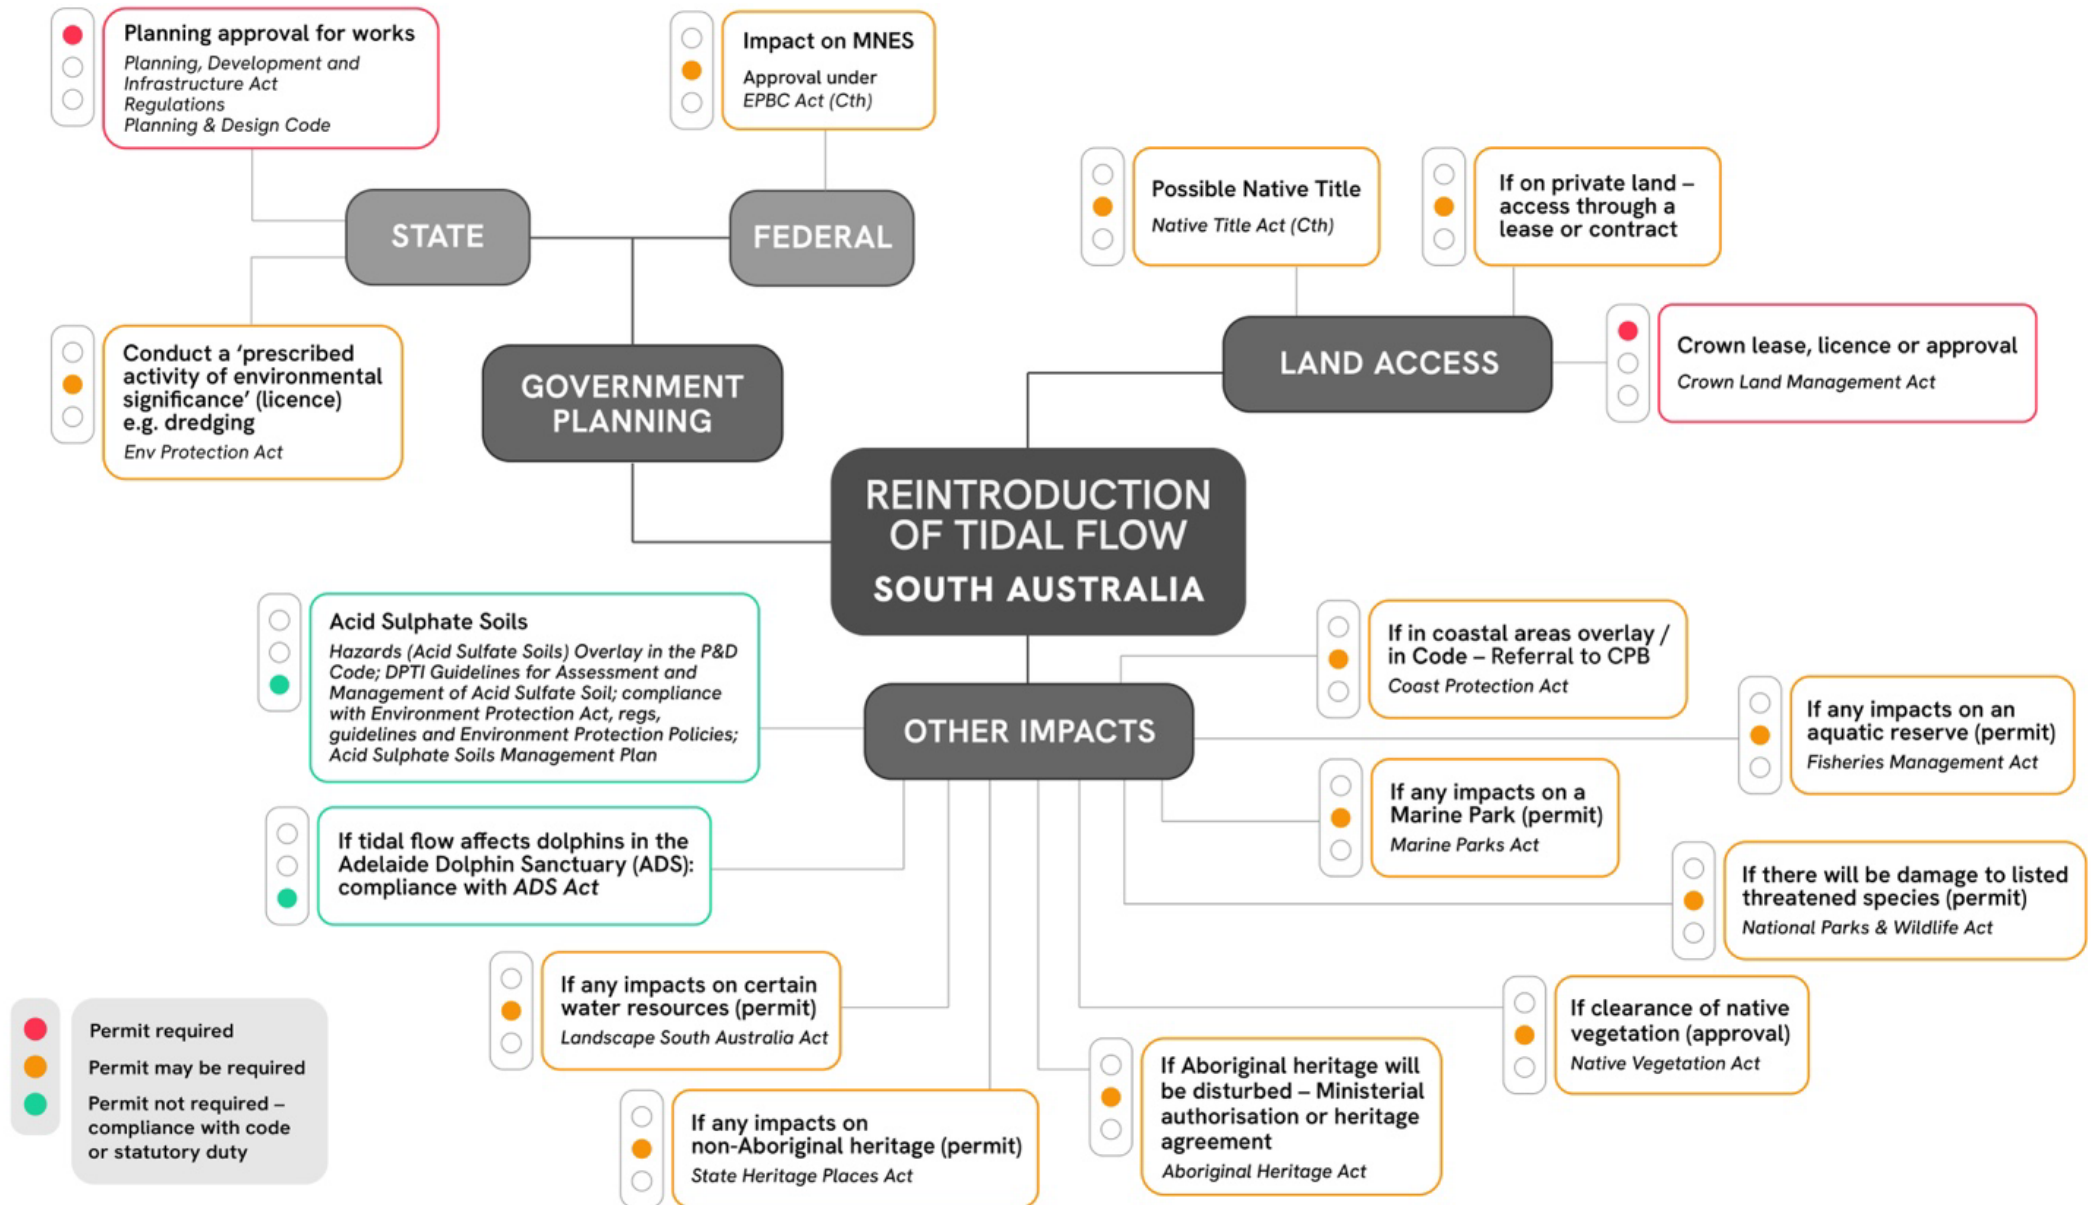 Planning approval for works
Planning, Development and
Infrastructure Act
Regulations
Planning & Design Code
Impact on MNES
Approval under
EPBC Act (Cth)
Possible Native Title
Native Title Act (Cth)
If on private land –
access through a
lease or contract
STATE
FEDERAL
Conduct a ‘prescribed
activity of environmental
significance’ (licence)
e.g. dredging
Env Protection Act
GOVERNMENT
PLANNING
LAND ACCESS
Crown lease, licence or approval
Crown Land Management Act
REINTRODUCTION
OF TIDAL FLOW
SOUTH AUSTRALIA
Acid Sulphate Soils
Hazards (Acid Sulfate Soils) Overlay in the P&D
Code; DPTI Guidelines for Assessment and
Management of Acid Sulfate Soil; compliance
with Environment Protection Act, regs,
guidelines and Environment Protection Policies;
Acid Sulphate Soils Management Plan
OTHER IMPACTS
If in coastal areas overlay /
in Code – Referral to CPB
Coast Protection Act
If any impacts on an
aquatic reserve (permit)
Fisheries Management Act
If any impacts on a
Marine Park (permit)
Marine Parks Act
If tidal flow affects dolphins in the
Adelaide Dolphin Sanctuary (ADS):
compliance with ADS Act
If there will be damage to listed
threatened species (permit)
National Parks & Wildlife Act
If any impacts on certain
water resources (permit)
Landscape South Australia Act
If clearance of native
vegetation (approval)
Native Vegetation Act
If Aboriginal heritage will
be disturbed – Ministerial
authorisation or heritage
agreement
Aboriginal Heritage Act
If any impacts on
non-Aboriginal heritage (permit)
State Heritage Places Act
Permit required
Permit may be required
Permit not required –
compliance with code
or statutory duty